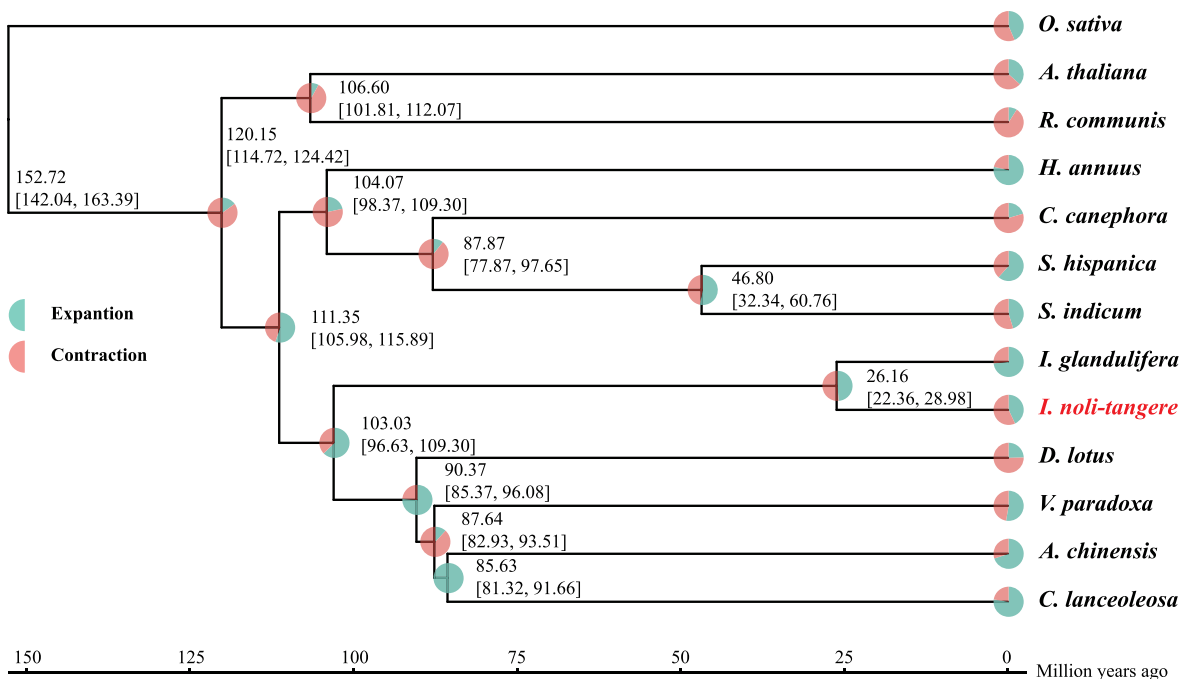 O. sativa
A. thaliana
106.60
[101.81, 112.07]
R. communis
120.15
[114.72, 124.42]
H. annuus
152.72
[142.04, 163.39]
104.07
[98.37, 109.30]
C. canephora
87.87
[77.87, 97.65]
S. hispanica
46.80
[32.34, 60.76]
S. indicum
Expantion
111.35
[105.98, 115.89]
Contraction
I. glandulifera
26.16
[22.36, 28.98]
I. noli-tangere
103.03
[96.63, 109.30]
D. lotus
90.37
[85.37, 96.08]
V. paradoxa
87.64
[82.93, 93.51]
A. chinensis
85.63
[81.32, 91.66]
C. lanceoleosa
150 125 100 75 50 25 0 Million years ago